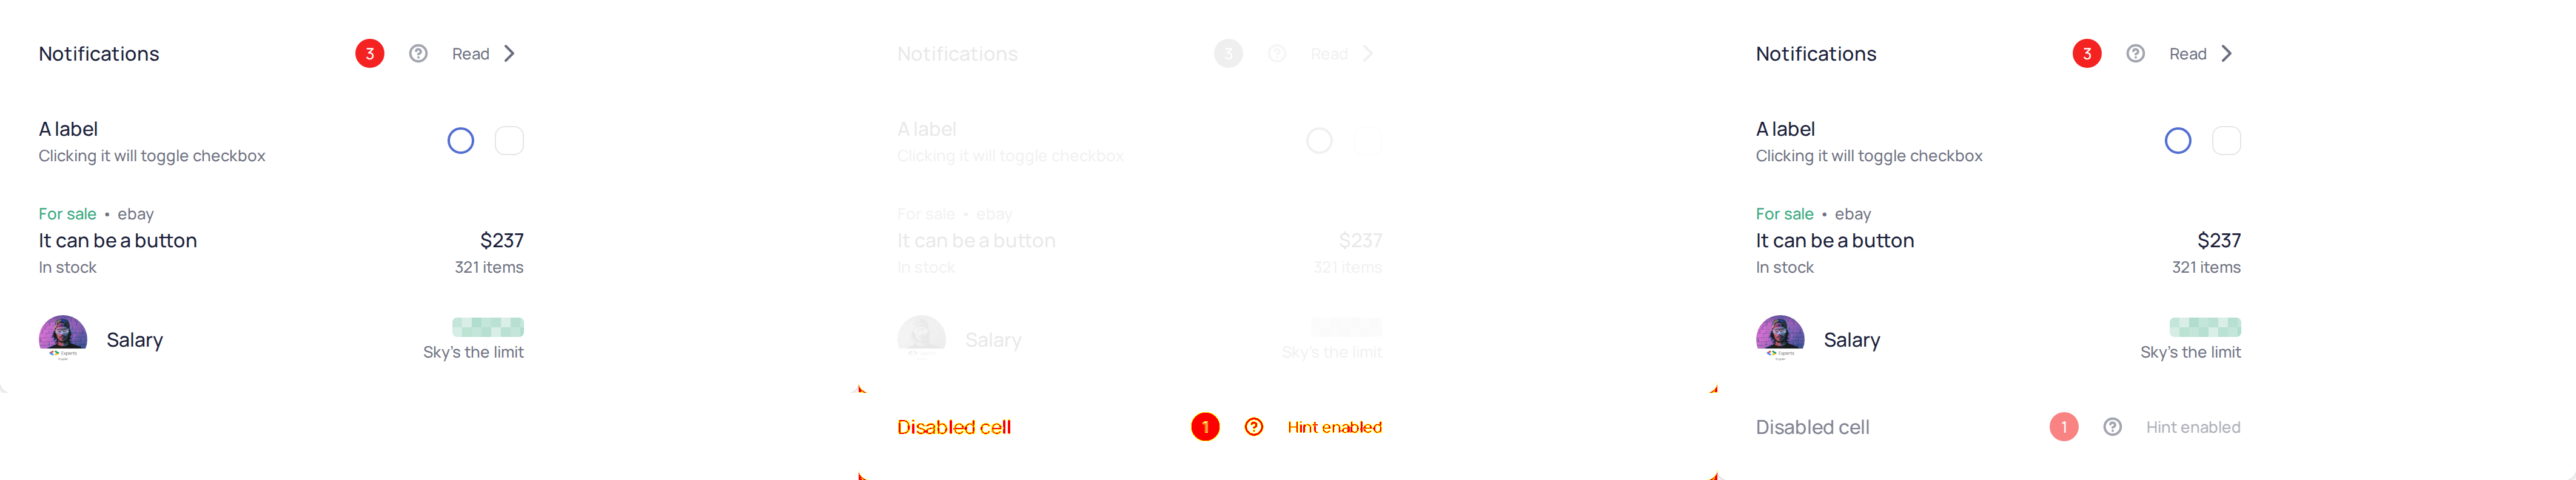 Notifications 3 Read
A label
Clicking it will toggle checkbox
For sale • ebay
It can be a button $237
In stock 321 items
Experts
Salary
Sky's the limit
Notifications 3 Read
A label
Clicking it will toggle checkbox
For sale • ebay
It can be a button $237
In stock 321 items
Salary
Sky's the limit
Disabled cell 1 Hint enabled
Notifications 3 Read
A label
Clicking it will toggle checkbox
For sale • ebay
It can be a button $237
In stock 321 items
Experts
Salary
Sky's the limit
Disabled cell 1 Hint enabled